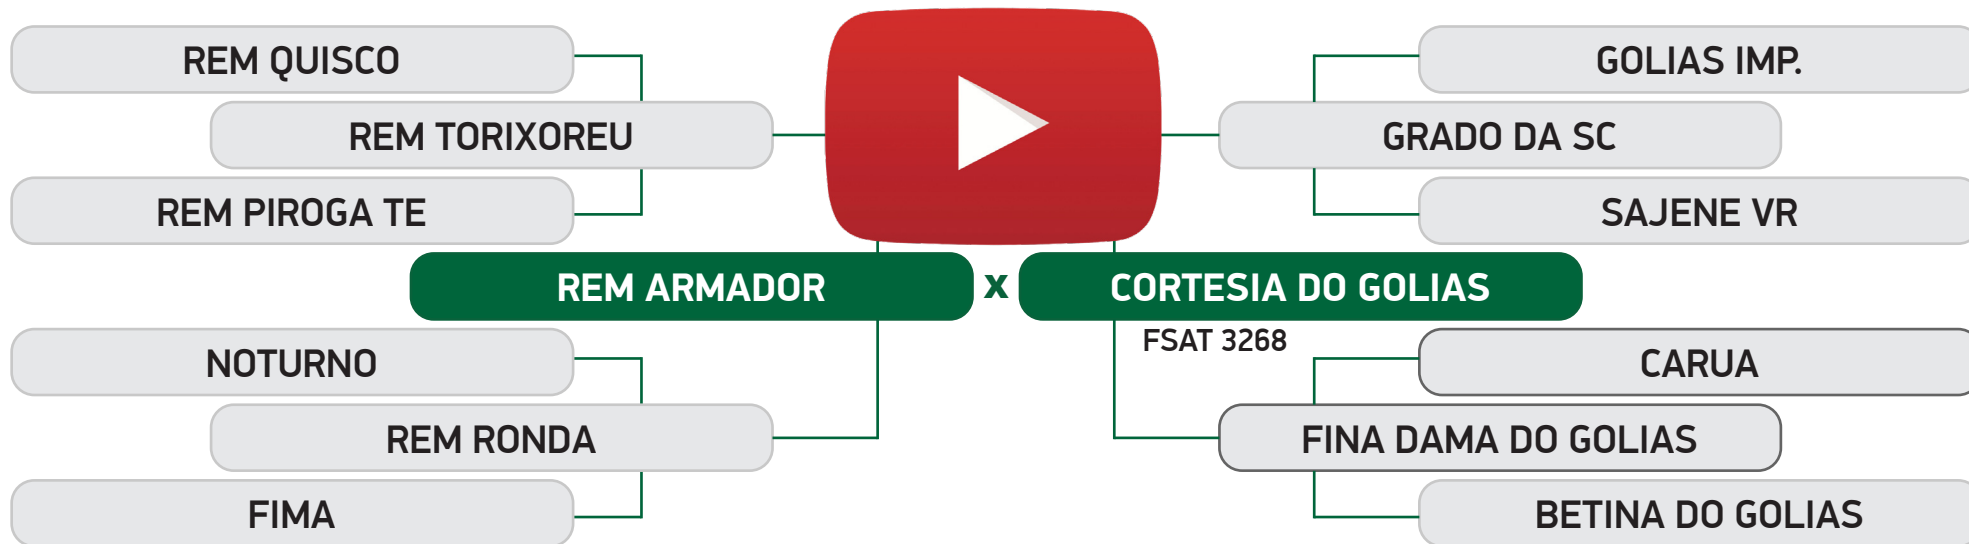 REM QUISCO
GOLIAS IMP.
REM TORIXOREU
GRADO DA SC
REM PIROGA TE
SAJENE VR
REM ARMADOR x CORTESIA DO GOLIAS
FSAT 3268
NOTURNO
CARUA
REM RONDA
FINA DAMA DO GOLIAS
FIMA
BETINA DO GOLIAS